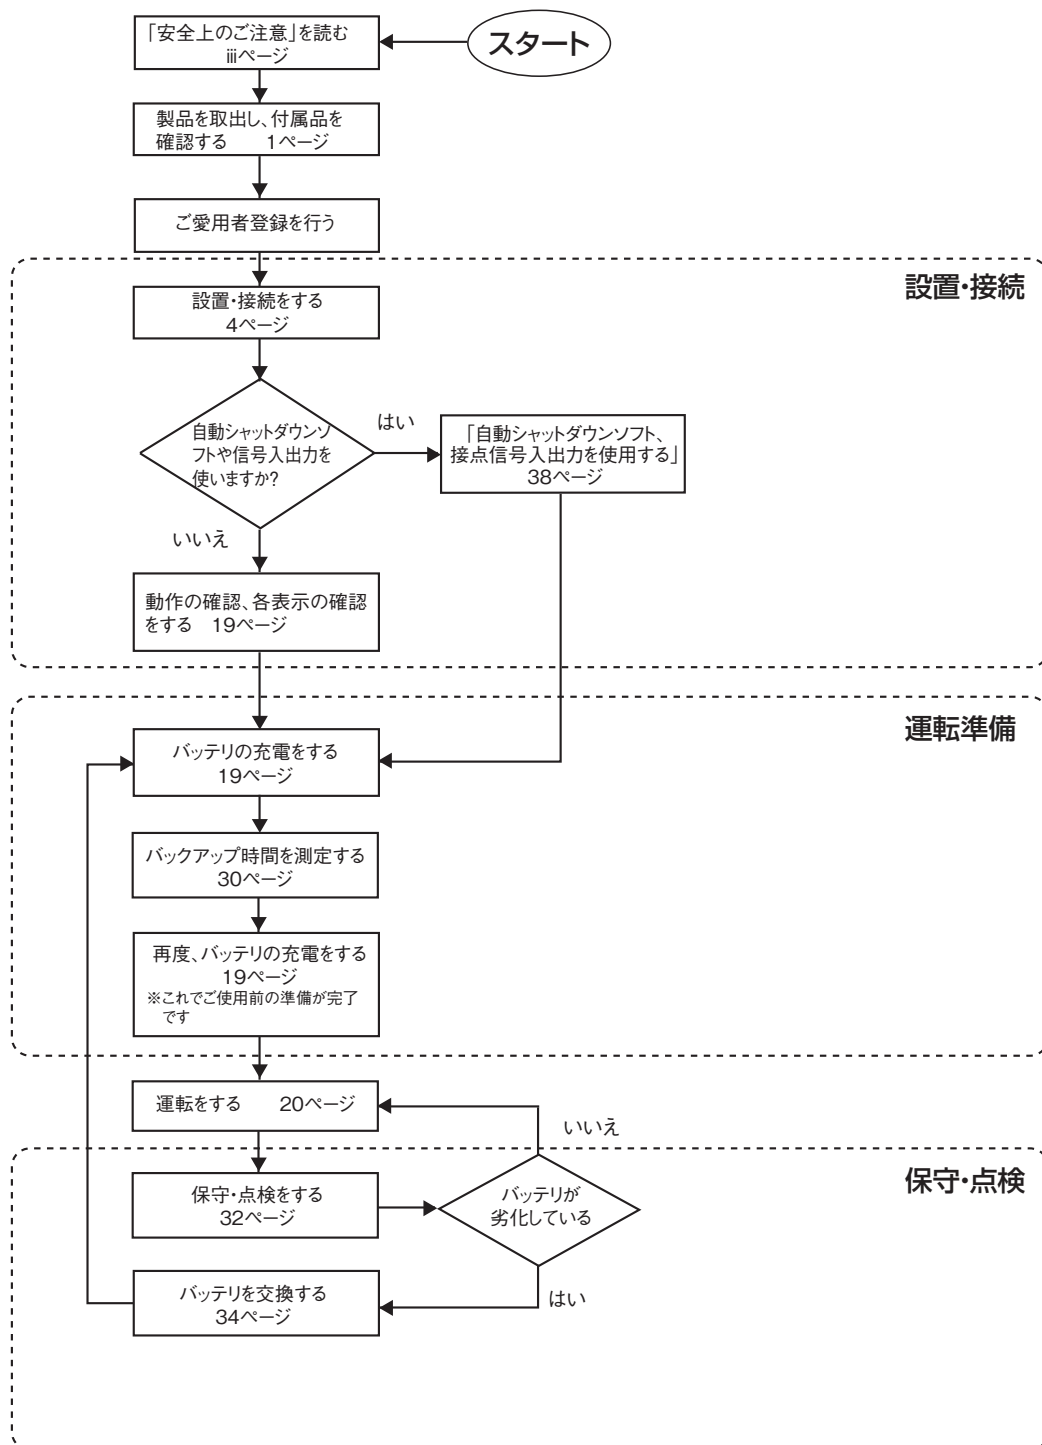 スタート
「安全上のご注意」を読む
iiiページ
製品を取出し、付属品を
確認する　　1ページ
ご愛用者登録を行う
設置・接続
設置・接続をする
4ページ
自動シャットダウンソ
フトや信号入出力を
使いますか?
はい
「自動シャットダウンソフト、
接点信号入出力を使用する」
38ページ
いいえ
動作の確認、各表示の確認
をする　19ページ
運転準備
バッテリの充電をする
19ページ
バックアップ時間を測定する
30ページ
再度、バッテリの充電をする
19ページ
※これでご使用前の準備が完了
です
運転をする　　20ページ
いいえ
保守・点検
保守・点検をする
32ページ
バッテリが
劣化している
はい
バッテリを交換する
34ページ